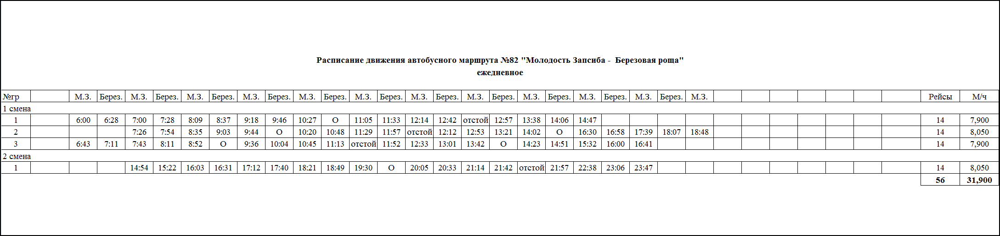 Расписание движения автобусного маршрута №82 "Молодость Запсиба - Березовая роща"
ежедневное
№гр М.З. Берез. М.З. Берез. М.З. Берез. М.З. Берез. М.З. Берез. М.З. Берез. М.З. Берез. М.З. Берез. М.З. Берез. М.З. Берез. М.З. Берез. М.З. Рейсы М/ч
1 смена
1 6:00 6:28 7:00 7:28 8:09 8:37 9:18 9:46 10:27 О 11:05 11:33 12:14 12:42 отстой 12:57 13:38 14:06 14:47 14 7,900
2 7:26 7:54 8:35 9:03 9:44 О 10:20 10:48 11:29 11:57 отстой 12:12 12:53 13:21 14:02 О 16:30 16:58 17:39 18:07 18:48 14 8,050
3 6:43 7:11 7:43 8:11 8:52 О 9:36 10:04 10:45 11:13 отстой 11:52 12:33 13:01 13:42 О 14:23 14:51 15:32 16:00 16:41 14 7,900
2 смена
1 14:54 15:22 16:03 16:31 17:12 17:40 18:21 18:49 19:30 О 20:05 20:33 21:14 21:42 отстой 21:57 22:38 23:06 23:47 14 8,050
56 31,900